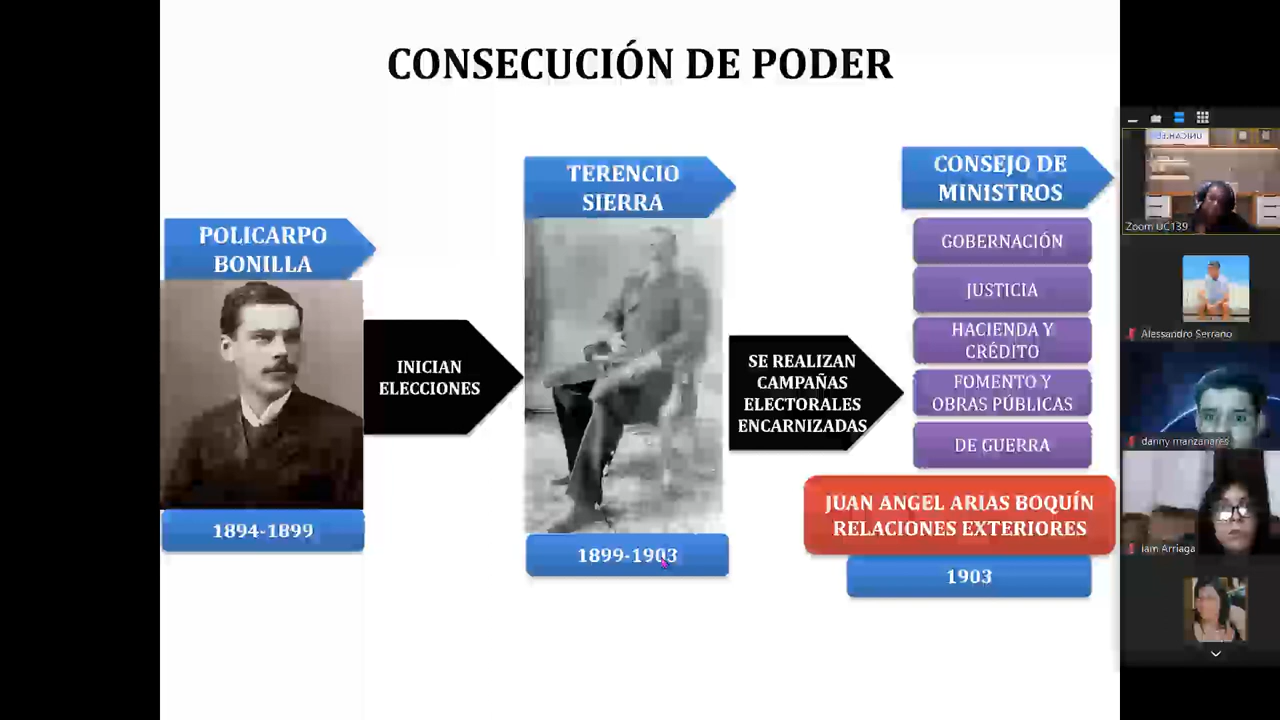 CONSECUCIÓN DE PODER
POLICARPO
BONILLA
1894-1899
INICIAN
ELECCIONES
TERENCIO
SIERRA
1899-1903
SE REALIZAN
CAMPAÑAS
ELECTORALES
ENCARNIZADAS
CONSEJO DE
MINISTROS
GOBERNACIÓN
JUSTICIA
HACIENDA Y
CRÉDITO
FOMENTO Y
OBRAS PÚBLICAS
DE GUERRA
JUAN ANGEL ARIAS BOQUÍN
RELACIONES EXTERIORES
1903
Zoom UC139
Alessandro Serrano
danny manzanares
iam Arriaga